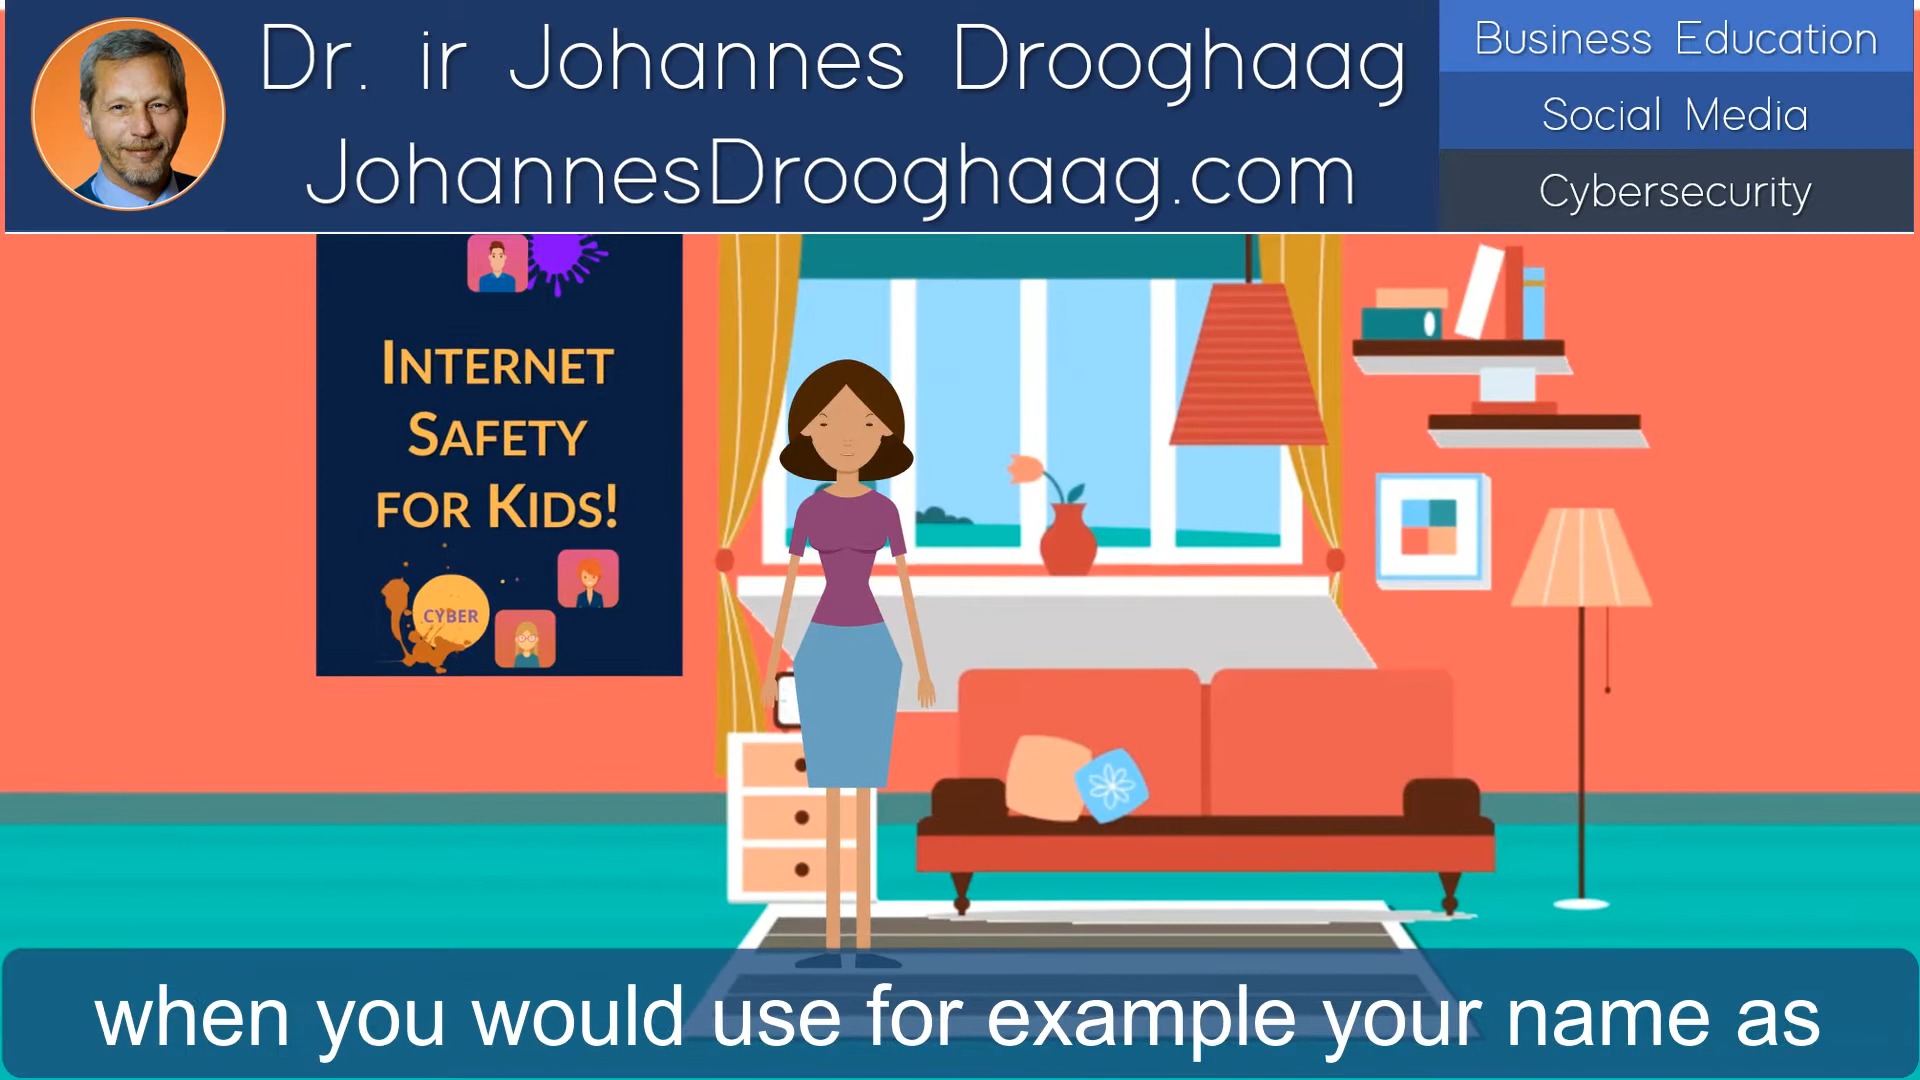 Dr. ir Johannes Drooghaag
JohannesDrooghaag.com
Business Education
Social Media
Cybersecurity
INTERNET
SAFETY
FOR KIDS!
CYBER
when you would use for example your name as